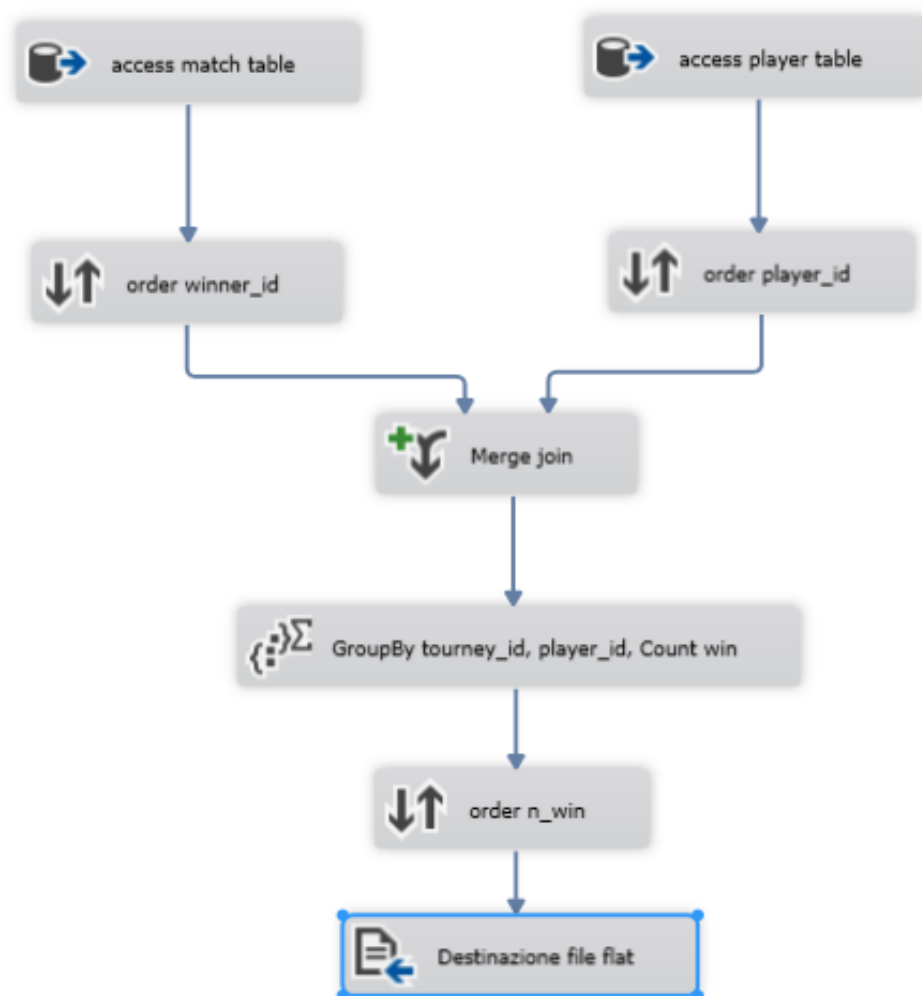 access match table
access player table
order winner_id
order player_id
Merge join
GroupBy tourney_id, player_id, Count win
order n_win
Destinazione file flat